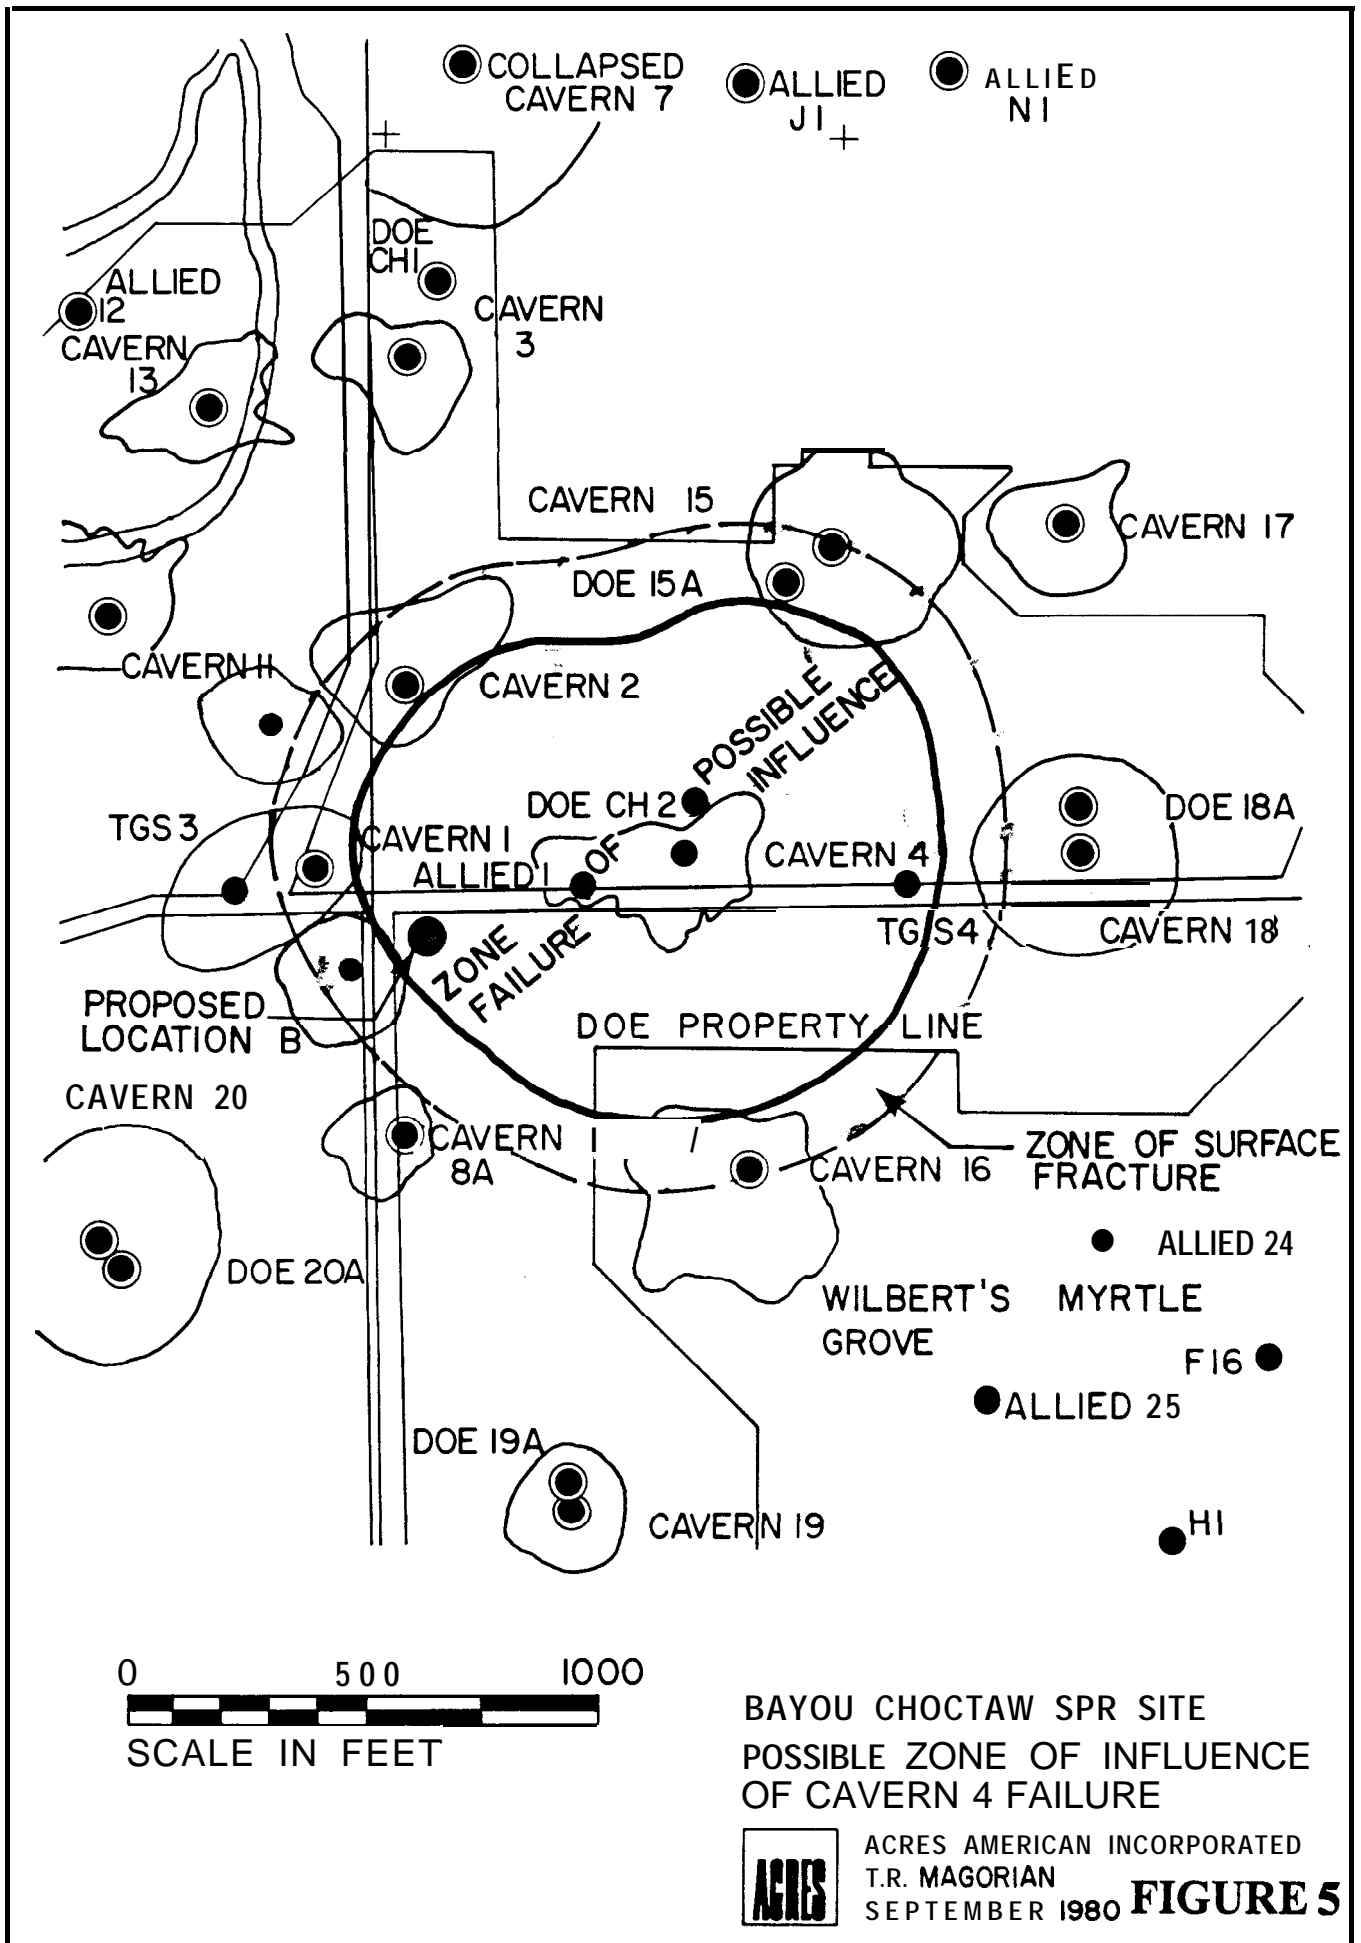 COLLAPSED
CAVERN 7
ALLIED
J1
ALLIED
N1
DOE
CH1
ALLIED
12
CAVERN
3
CAVERN
13
CAVERN 15
CAVERN 17
DOE 15A
CAVERN 11
CAVERN 2
POSSIBLE
INFLUENCE
DOE CH 2
DOE 18A
TGS 3
CAVERN 1
ALLIED 1
OF
CAVERN 4
TGS 4
CAVERN 18
ZONE
FAILURE
PROPOSED
LOCATION B
DOE PROPERTY LINE
CAVERN 20
CAVERN
8A
CAVERN 16
ZONE OF SURFACE
FRACTURE
ALLIED 24
DOE 20A
WILBERT'S MYRTLE
GROVE
F16
ALLIED 25
DOE 19A
CAVERN 19
H1
0 500 1000
SCALE IN FEET
BAYOU CHOCTAW SPR SITE
POSSIBLE ZONE OF INFLUENCE
OF CAVERN 4 FAILURE
ACRES
ACRES AMERICAN INCORPORATED
T.R. MAGORIAN
SEPTEMBER 1980
FIGURE 5